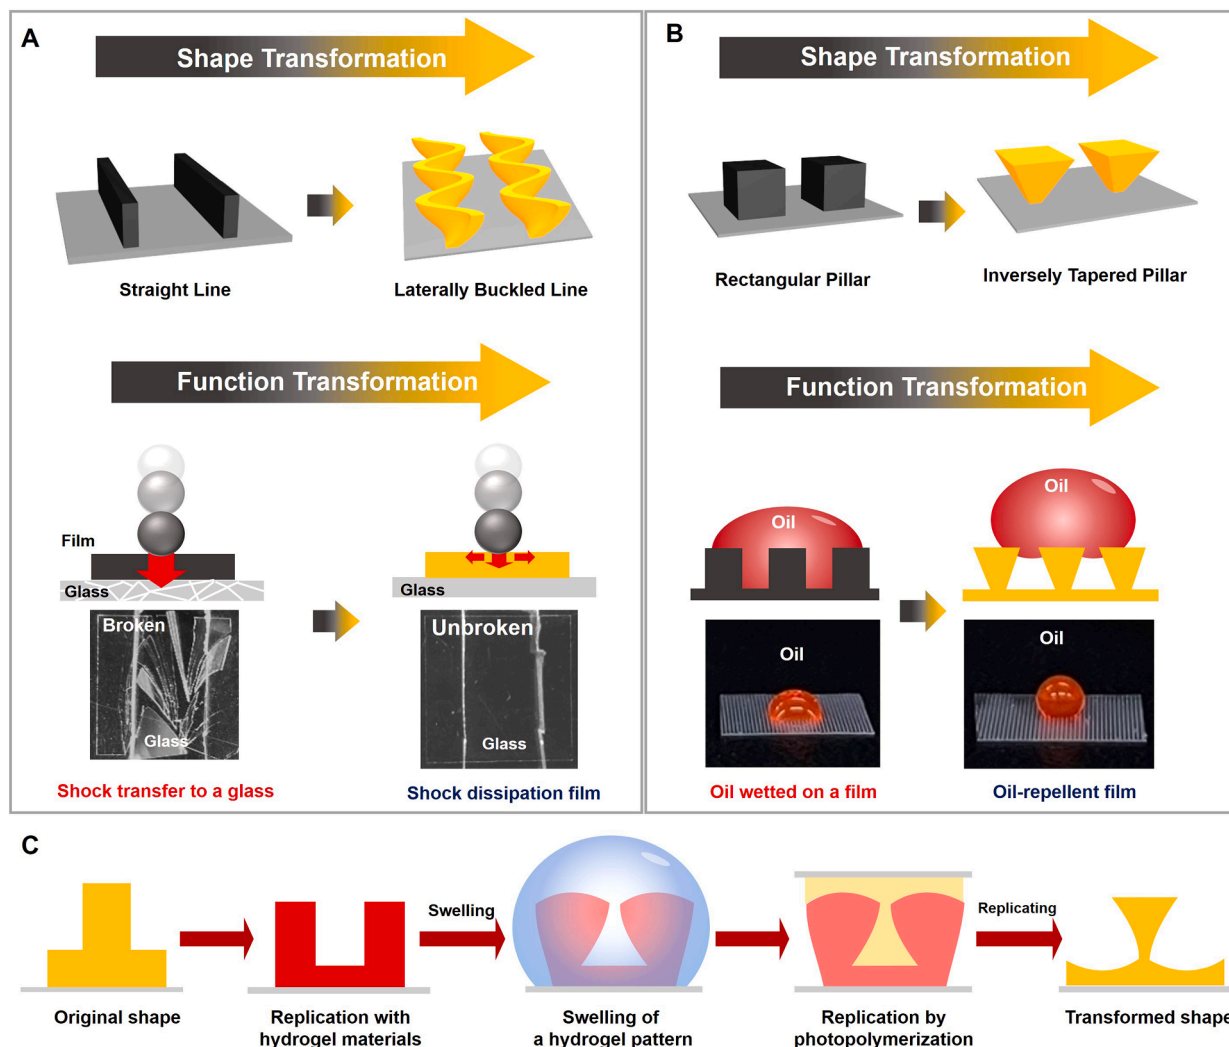 A
Shape Transformation
Straight Line
Laterally Buckled Line
Function Transformation
Film
Glass
Glass
Broken
Glass
Unbroken
Glass
Shock transfer to a glass
Shock dissipation film
B
Shape Transformation
Rectangular Pillar
Inversely Tapered Pillar
Function Transformation
Oil
Oil
Oil
Oil
Oil wetted on a film
Oil-repellent film
C
Swelling
Replicating
Original shape
Replication with
hydrogel materials
Swelling of
a hydrogel pattern
Replication by
photopolymerization
Transformed shape